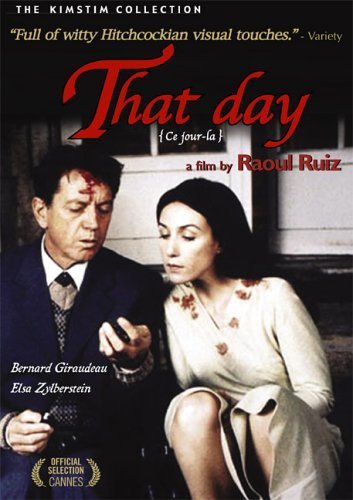 THE KIMSTIM COLLECTION
"Full of witty Hitchcockian visual touches." - Variety
That day
{ Ce jour-la }
a film by Raoul Ruiz
Bernard Giraudeau
Elsa Zylberstein
OFFICIAL
SELECTION
CANNES